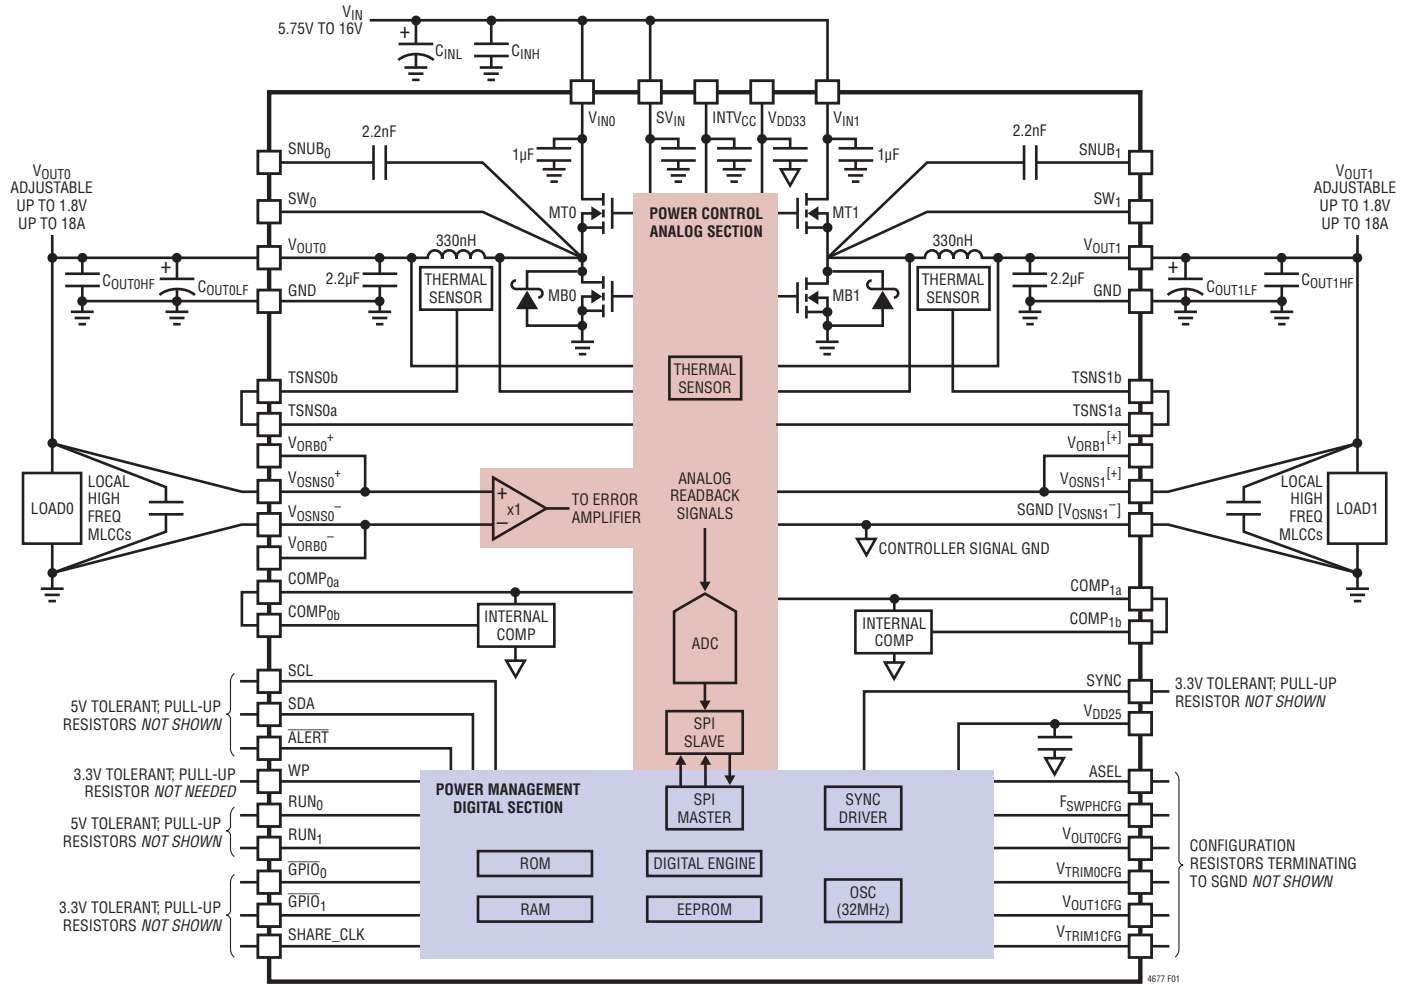 VIN
5.75V TO 16V
+
CINL
CINH
VIN0
SVIN
INTVCC
VDD33
VIN1
SNUB0
2.2nF
1µF
1µF
2.2nF
SNUB1
VOUT0
ADJUSTABLE
UP TO 1.8V
UP TO 18A
SW0
MT0
POWER CONTROL
ANALOG SECTION
MT1
SW1
VOUT1
ADJUSTABLE
UP TO 1.8V
UP TO 18A
VOUT0
330nH
330nH
VOUT1
COUT0HF
+
COUT0LF
GND
2.2µF
THERMAL
SENSOR
MB0
MB1
THERMAL
SENSOR
2.2µF
GND
+
COUT1LF
COUT1HF
THERMAL
SENSOR
TSNS0b
TSNS1b
TSNS0a
TSNS1a
VORB0+
VORB1[+]
VOSNS0+
VOSNS1[+]
LOAD0
LOCAL
HIGH
FREQ
MLCCs
+
x1
−
TO ERROR
AMPLIFIER
ANALOG
READBACK
SIGNALS
LOCAL
HIGH
FREQ
MLCCs
LOAD1
VOSNS0−
SGND [VOSNS1−]
VORB0−
CONTROLLER SIGNAL GND
COMP0a
COMP1a
COMP0b
INTERNAL
COMP
INTERNAL
COMP
COMP1b
ADC
SCL
SDA
ALERT
5V TOLERANT; PULL-UP
RESISTORS NOT SHOWN
SPI
SLAVE
SYNC
3.3V TOLERANT; PULL-UP
RESISTOR NOT SHOWN
VDD25
3.3V TOLERANT; PULL-UP
RESISTOR NOT NEEDED
WP
POWER MANAGEMENT
DIGITAL SECTION
SPI
MASTER
SYNC
DRIVER
ASEL
5V TOLERANT; PULL-UP
RESISTORS NOT SHOWN
RUN0
RUN1
FSWPHCFG
VOUT0CFG
ROM
DIGITAL ENGINE
3.3V TOLERANT; PULL-UP
RESISTORS NOT SHOWN
GPIO0
GPIO1
SHARE_CLK
RAM
EEPROM
OSC
(32MHz)
VTRIM0CFG
VOUT1CFG
VTRIM1CFG
CONFIGURATION
RESISTORS TERMINATING
TO SGND NOT SHOWN
4677 F01